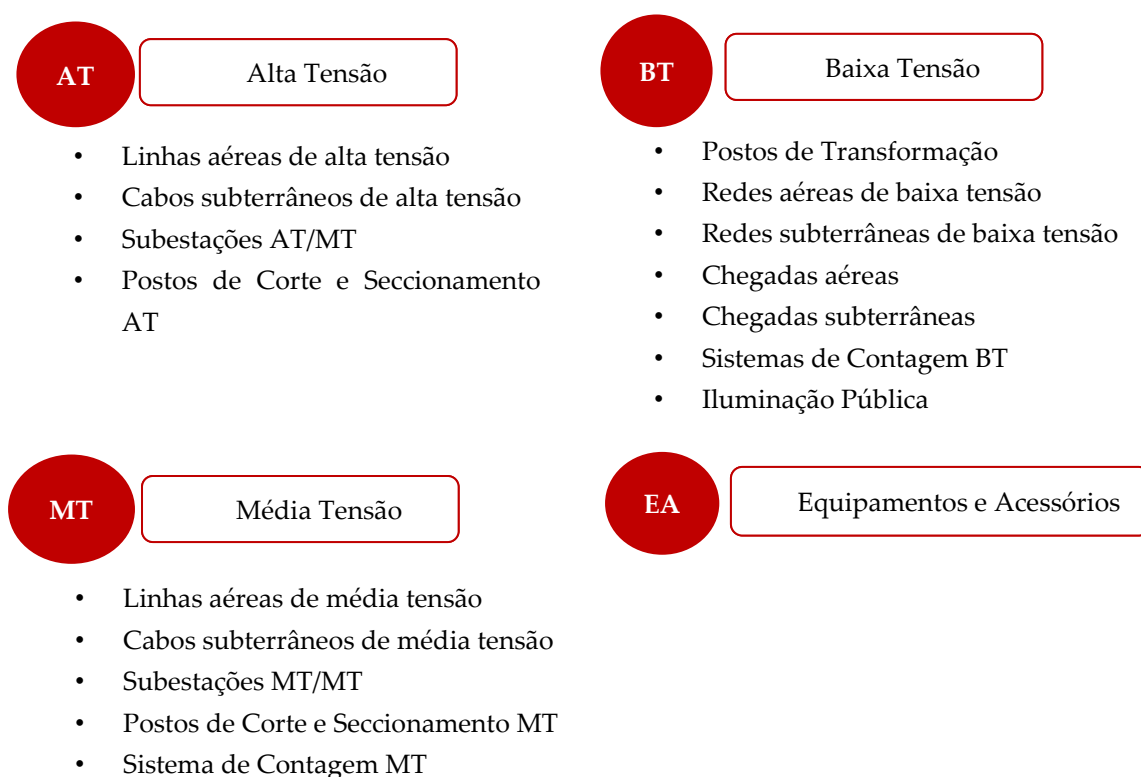 AT
Alta Tensão
• Linhas aéreas de alta tensão
• Cabos subterrâneos de alta tensão
• Subestações AT/MT
• Postos de Corte e Seccionamento
AT
BT
Baixa Tensão
• Postos de Transformação
• Redes aéreas de baixa tensão
• Redes subterrâneas de baixa tensão
• Chegadas aéreas
• Chegadas subterrâneas
• Sistemas de Contagem BT
• Iluminação Pública
MT
Média Tensão
• Linhas aéreas de média tensão
• Cabos subterrâneos de média tensão
• Subestações MT/MT
• Postos de Corte e Seccionamento MT
• Sistema de Contagem MT
EA
Equipamentos e Acessórios